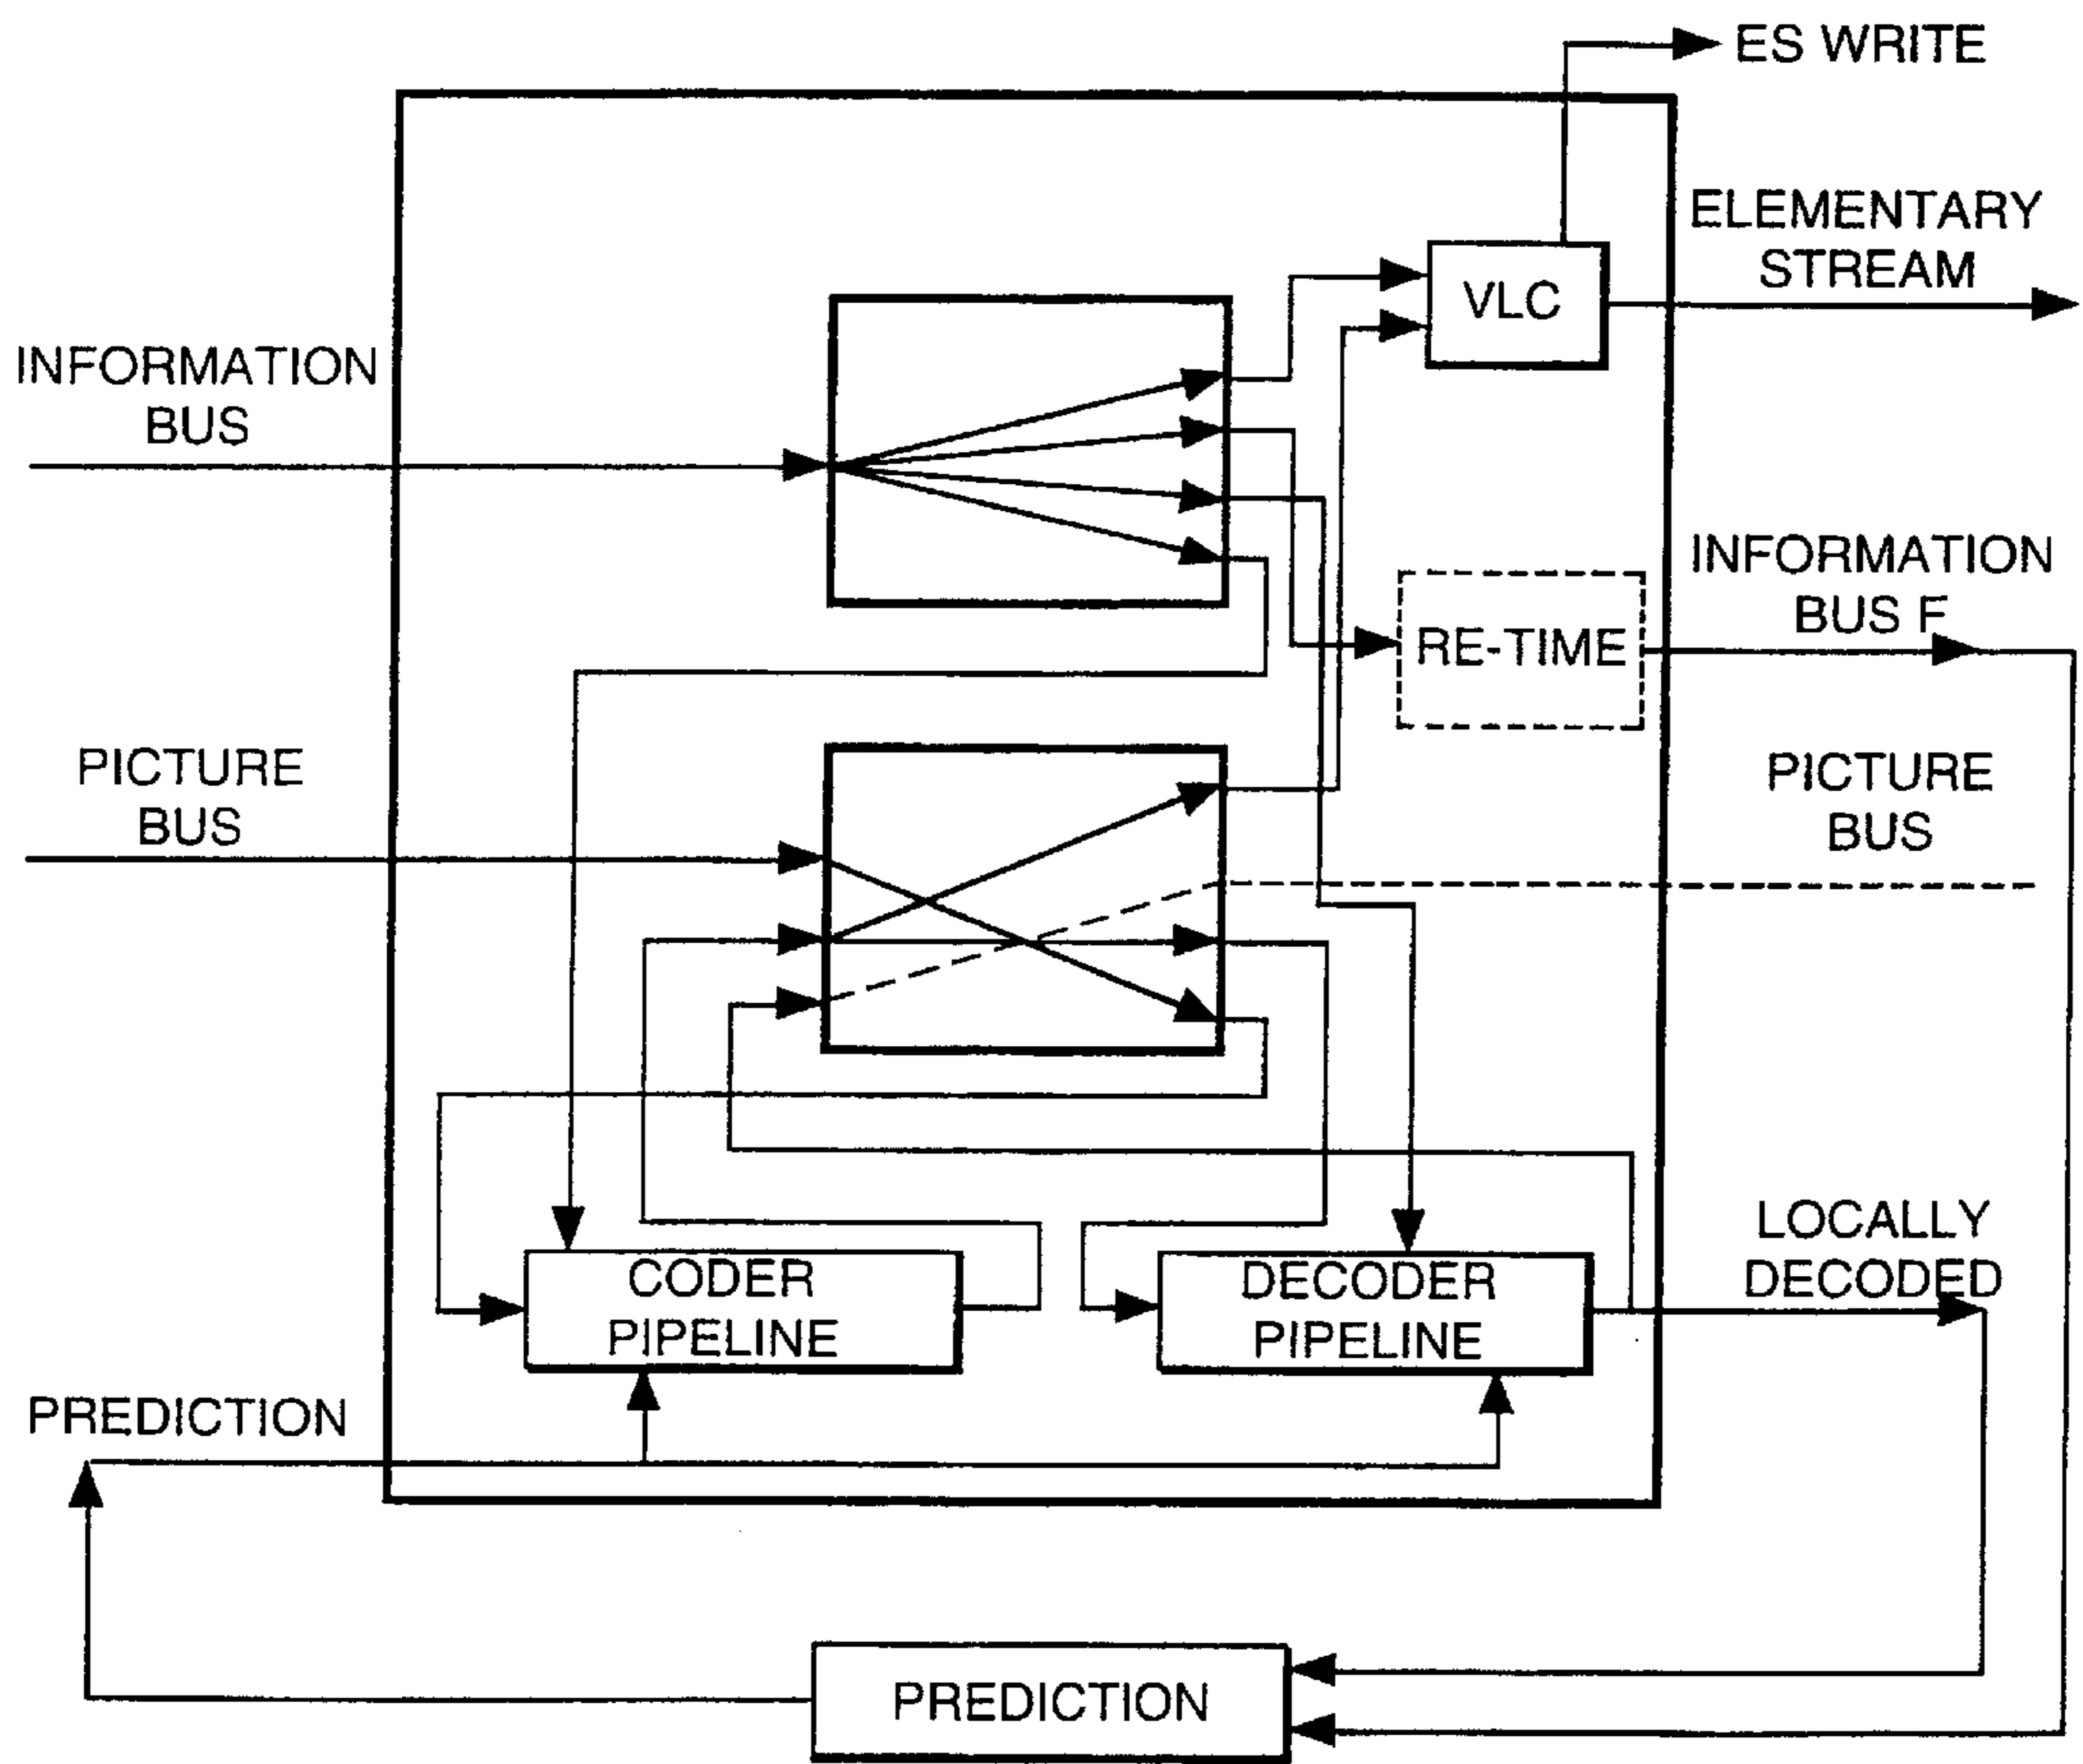 ES WRITE
ELEMENTARY
STREAM
VLC
INFORMATION
BUS
INFORMATION
BUS F
RE-TIME
PICTURE
BUS
PICTURE
BUS
LOCALLY
DECODED
CODER
PIPELINE
DECODER
PIPELINE
PREDICTION
PREDICTION